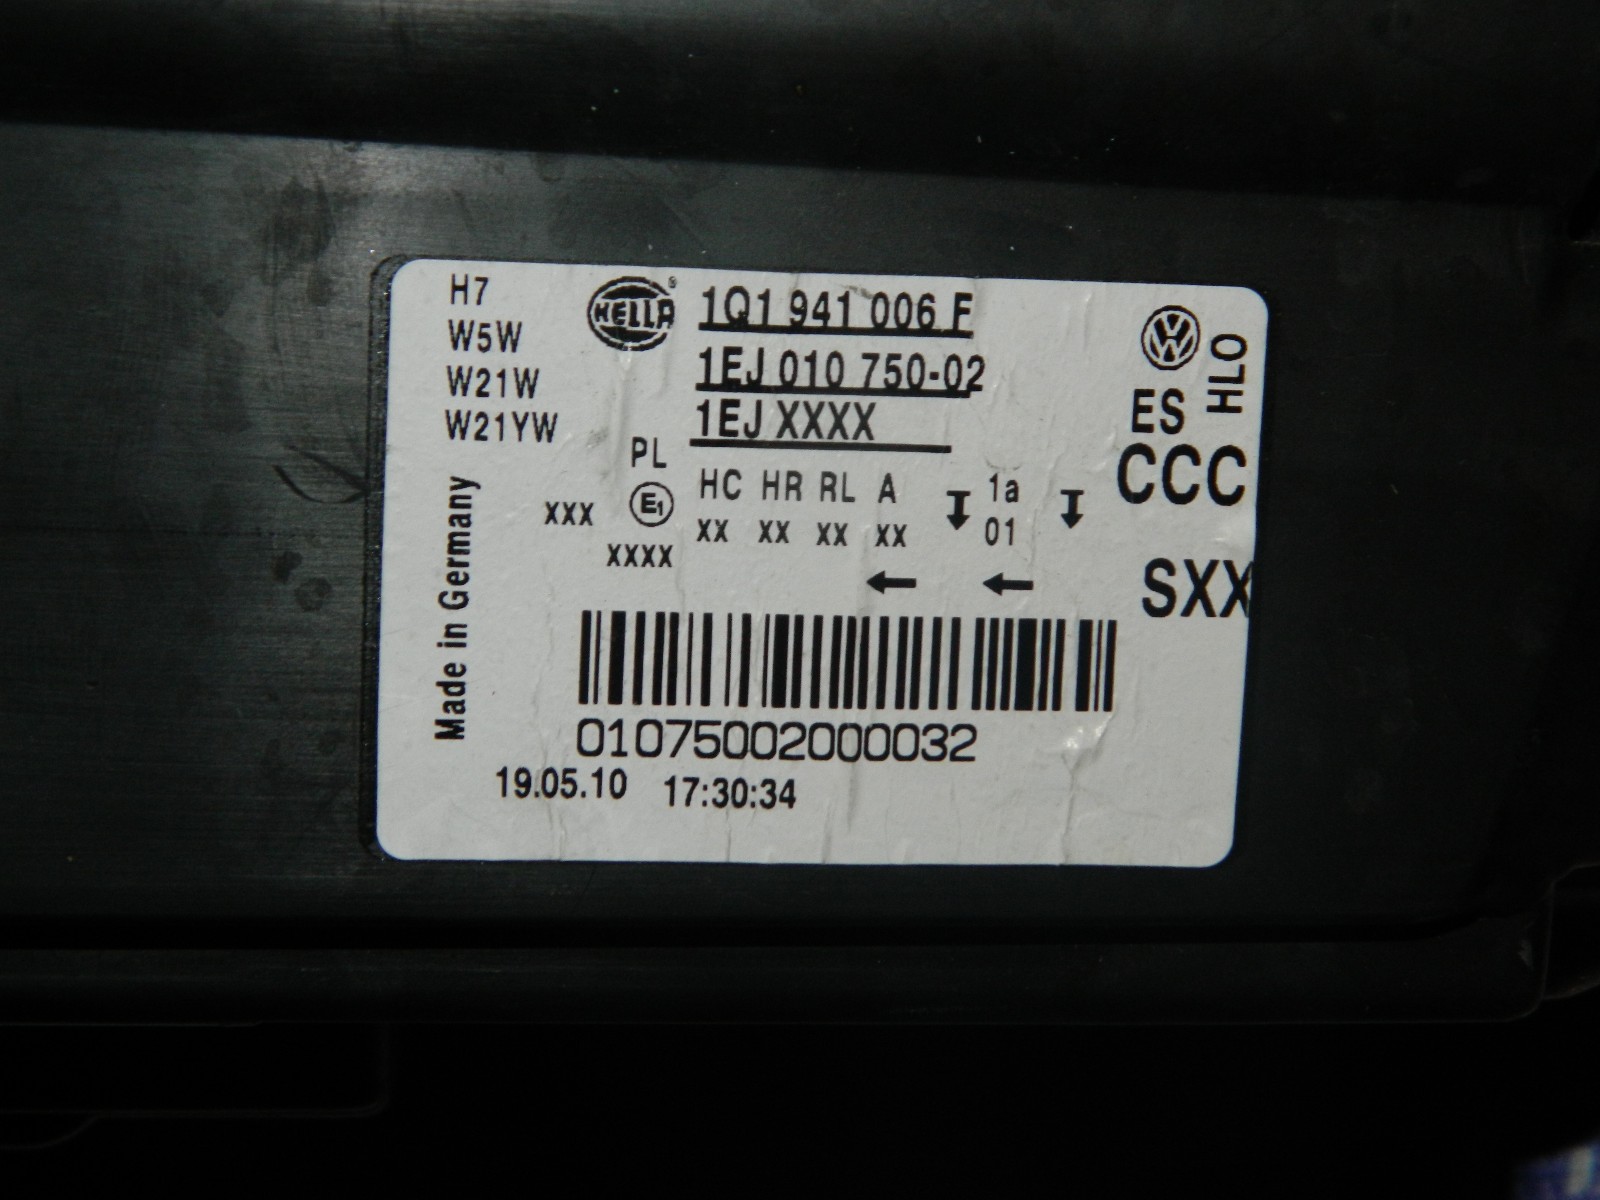 H7
W5W
W21W
W21YW
HELLA®
1Q1 941 006 F
1EJ 010 750-02
1EJ XXXX
HLO
ES
CCC
SXX
PL
E1
XXX
XXXX
HC HR RL A
XX XX XX XX
1a
01
Made in Germany
01075002000032
19.05.10 17:30:34